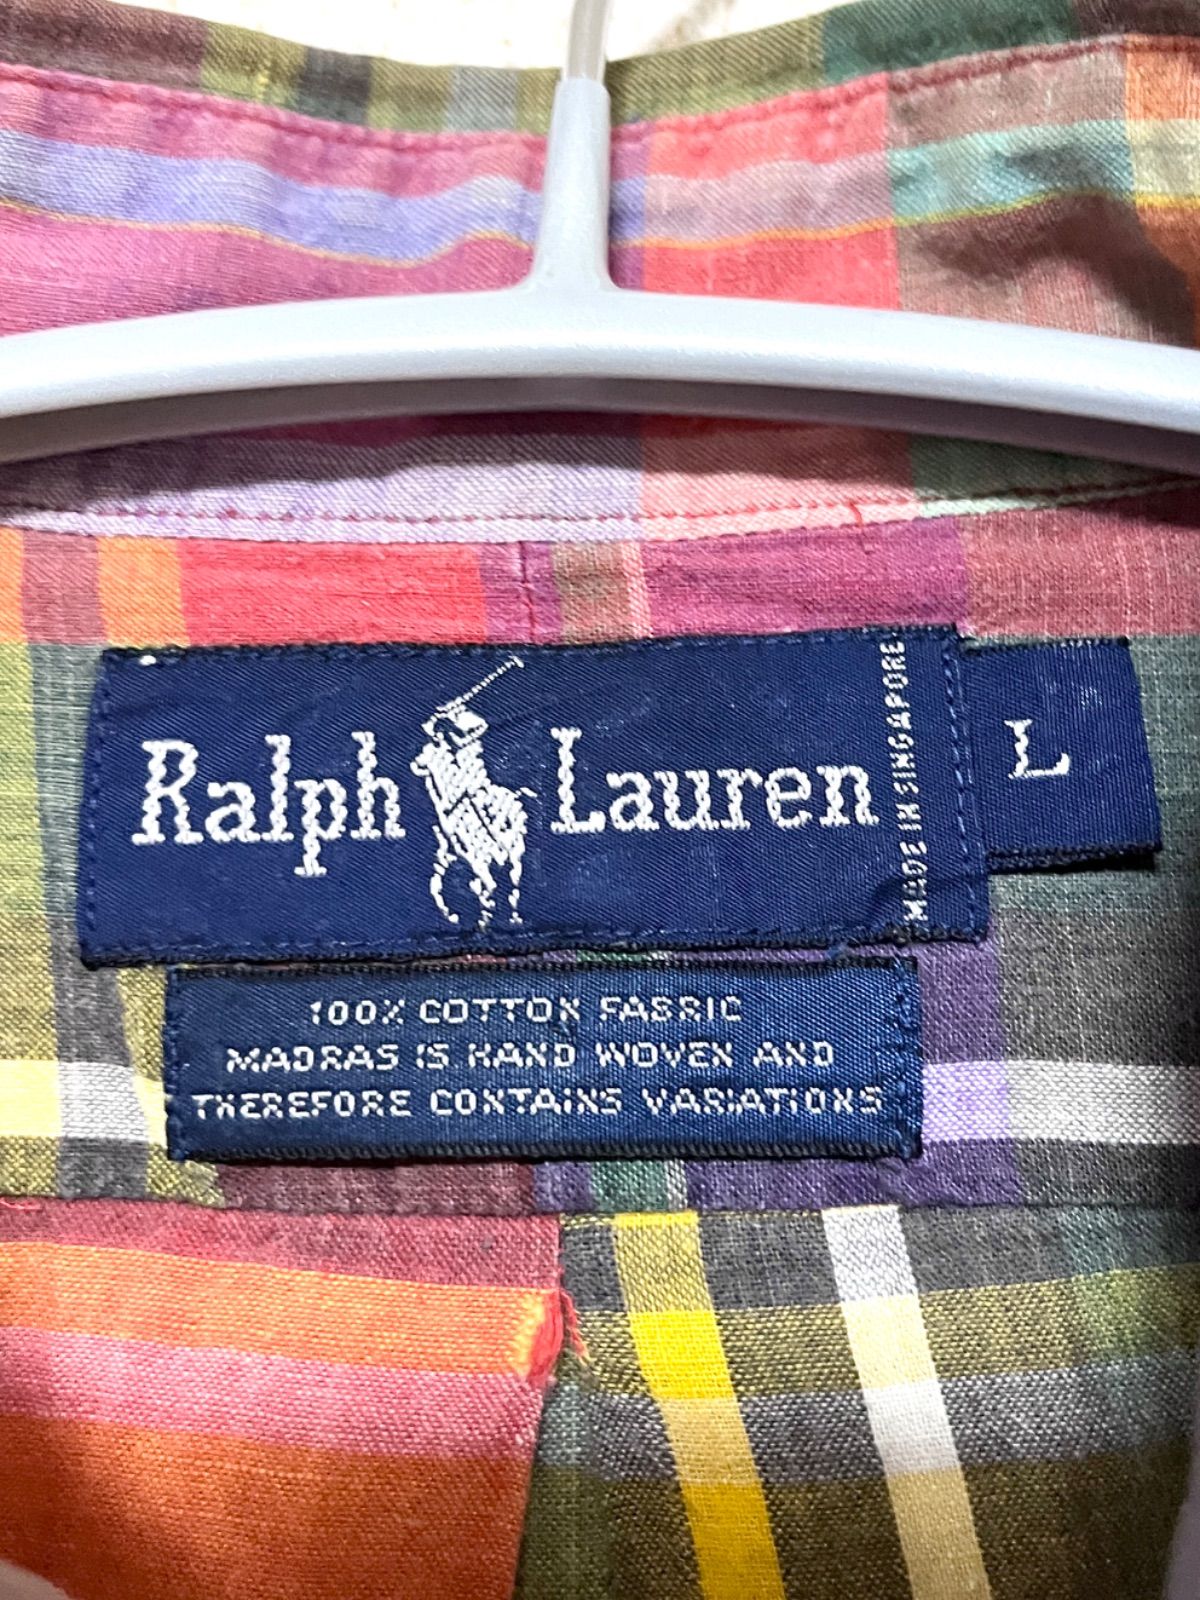 Ralph Lauren
MADE IN SINGAPORE
L
100% COTTON FABRIC
MADRAS IS HAND WOVEN AND
THEREFORE CONTAINS VARIATIONS